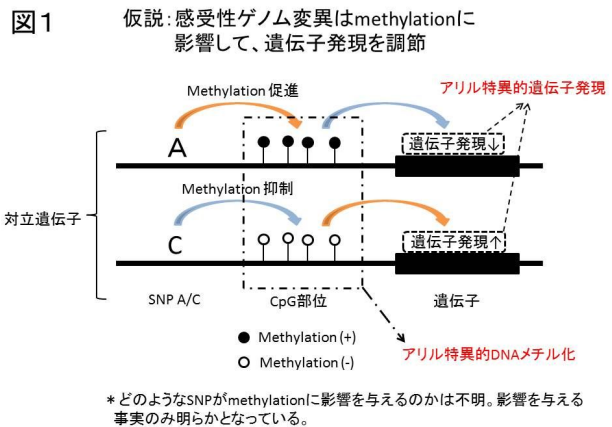 図１
仮説：感受性ゲノム変異はmethylationに
影響して、遺伝子発現を調節
Methylation 促進
アリル特異的遺伝子発現
A
遺伝子発現↓
Methylation 抑制
対立遺伝子
C
遺伝子発現↑
SNP A/C
CpG部位
遺伝子
Methylation (+)
Methylation (-)
アリル特異的DNAメチル化
＊どのようなSNPがmethylationに影響を与えるのかは不明。影響を与える
事実のみ明らかとなっている。